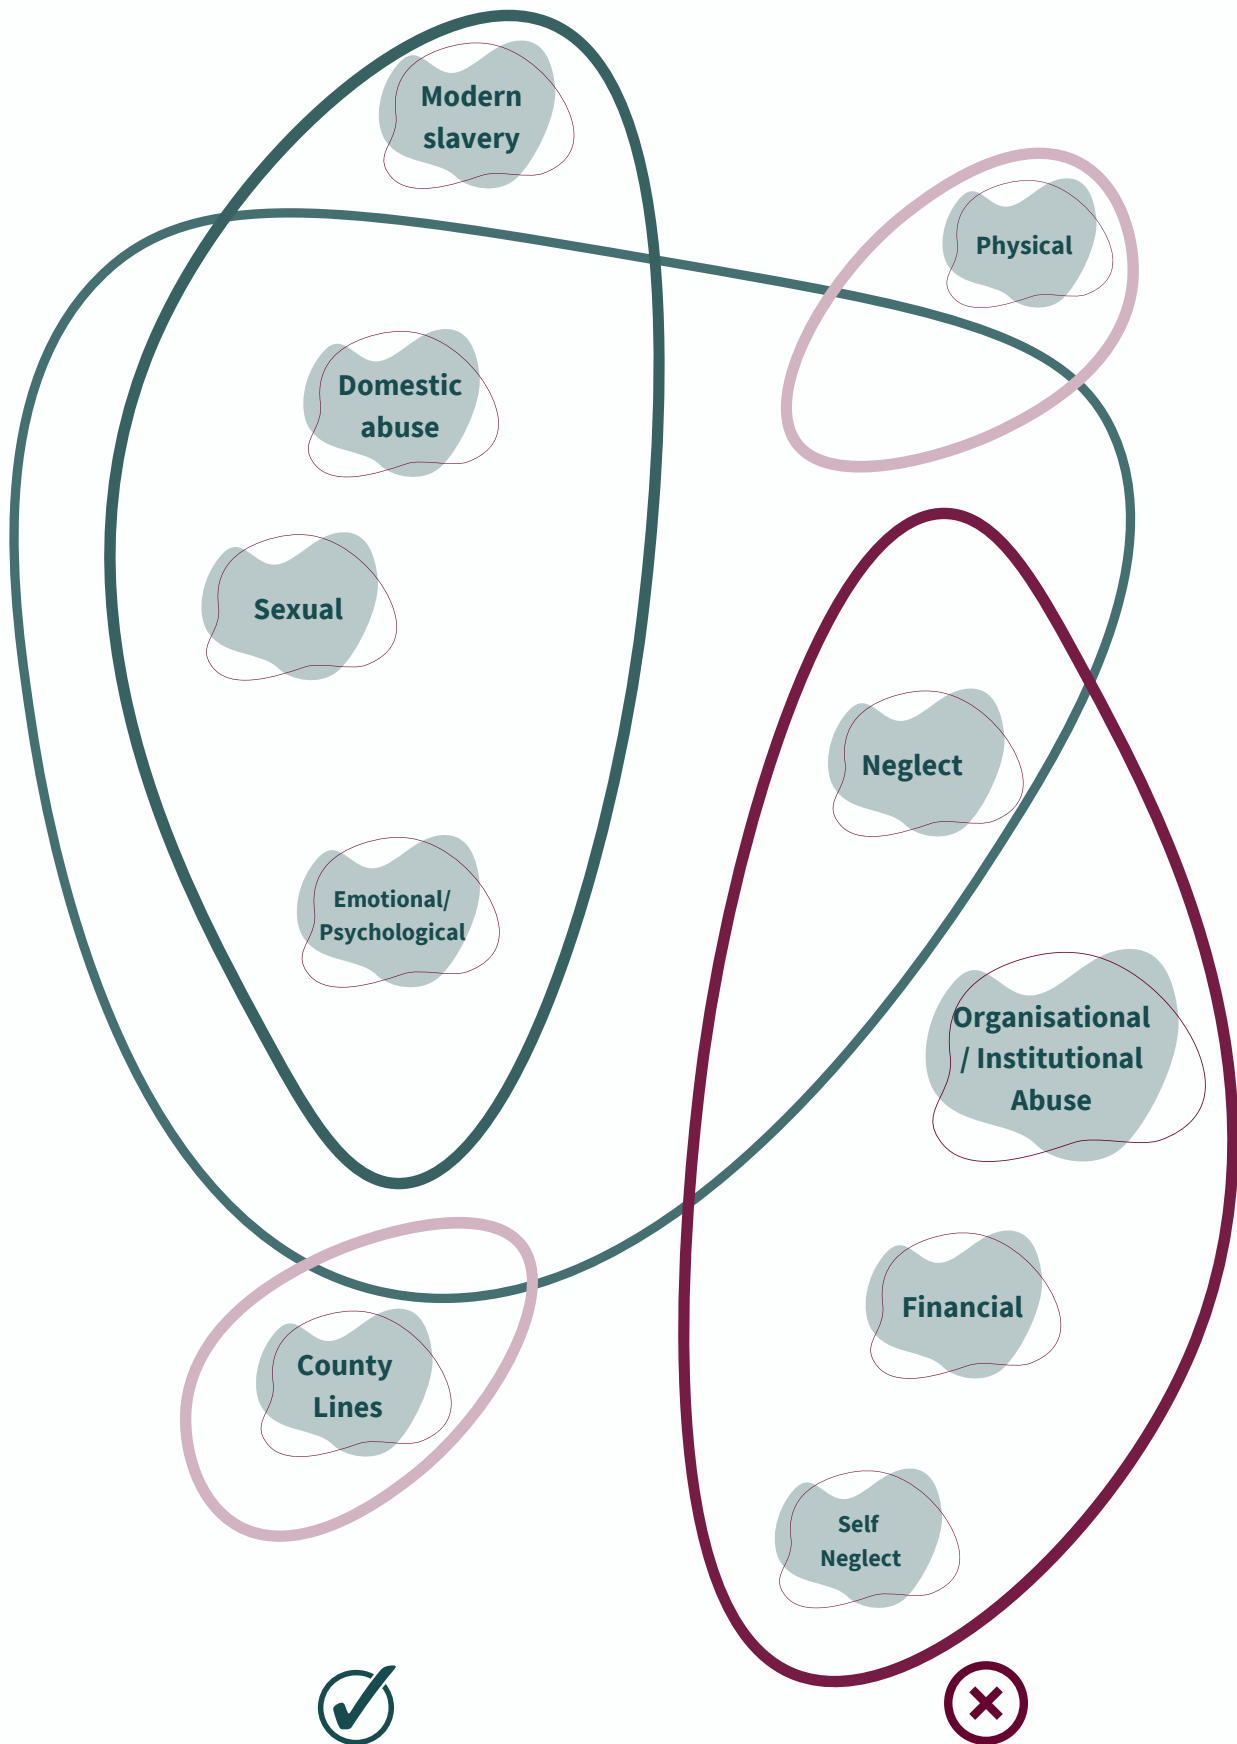 Modern
slavery
Physical
Domestic
abuse
Sexual
Neglect
Emotional/
Psychological
Organisational
/ Institutional
Abuse
Financial
County
Lines
Self
Neglect